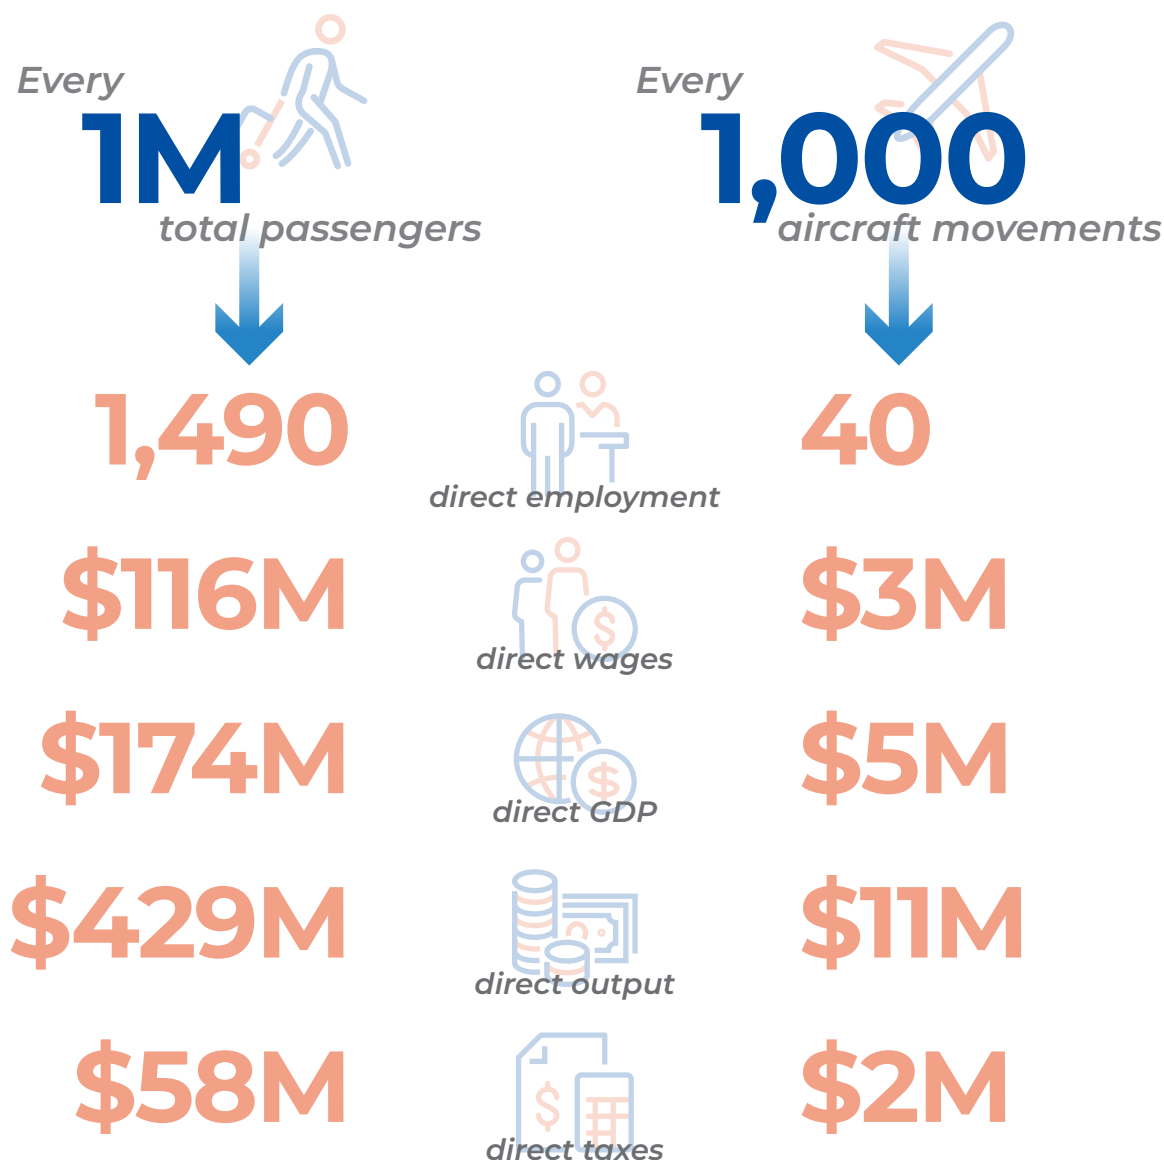 Every
1M
total passengers
Every
1,000
aircraft movements
1,490
direct employment
40
$116M
direct wages
$3M
$174M
direct GDP
$5M
$429M
direct output
$11M
$58M
direct taxes
$2M